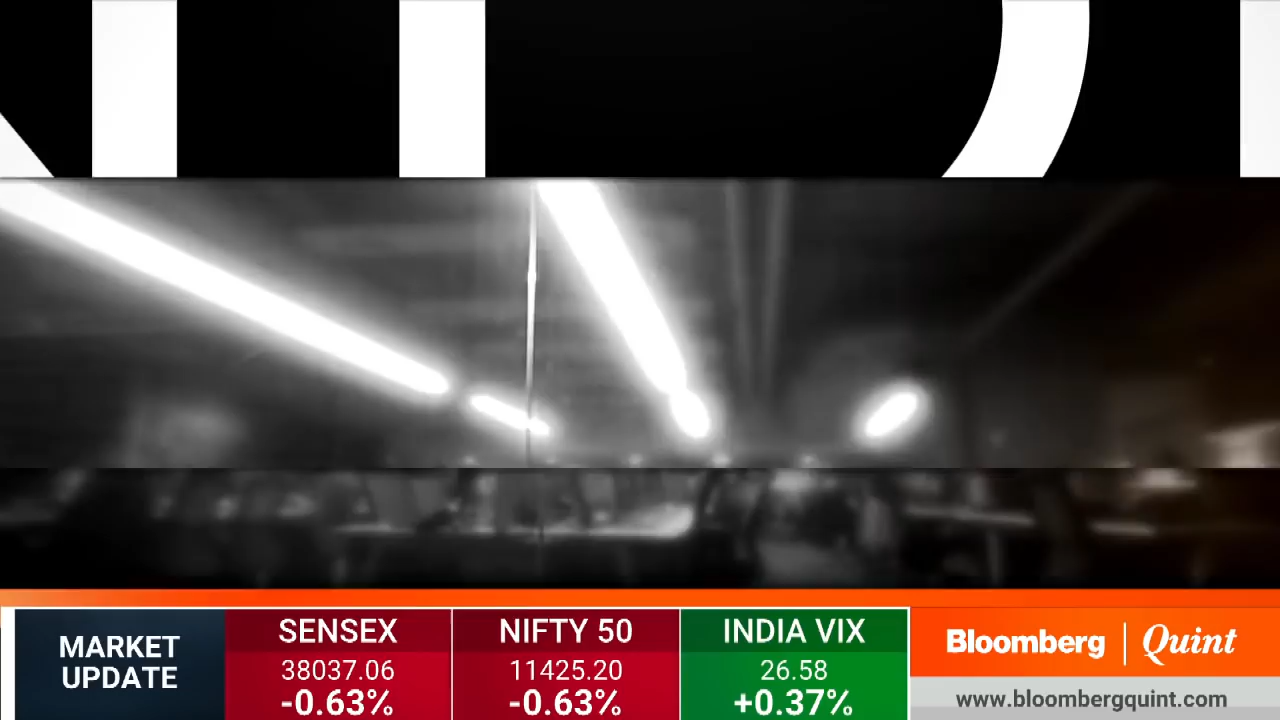 MARKET
UPDATE
SENSEX
38037.06
-0.63%
NIFTY 50
11425.20
-0.63%
INDIA VIX
26.58
+0.37%
Bloomberg | Quint
www.bloombergquint.com